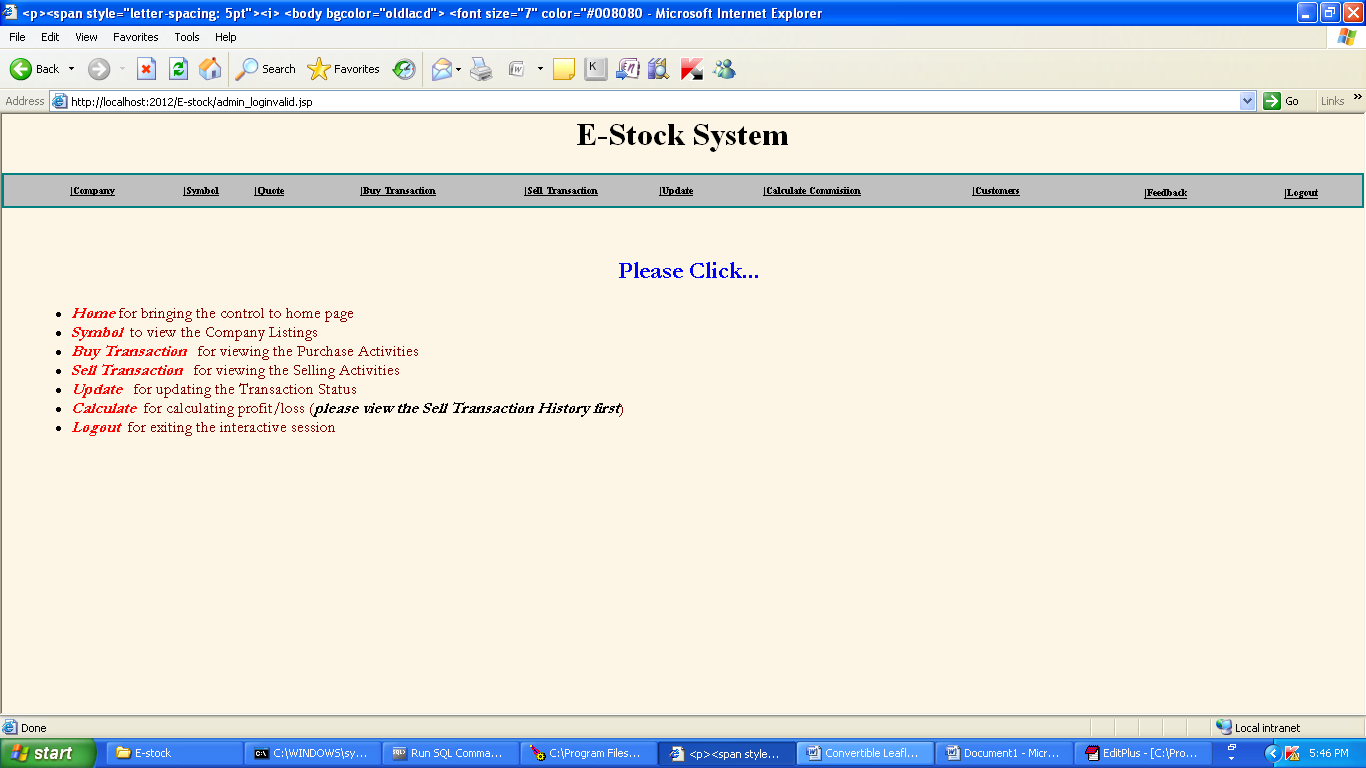 <p><span style="letter-spacing: 5pt"><i> <body bgcolor="oldlacd"> <font size="7" color="#008080 - Microsoft Internet Explorer
File Edit View Favorites Tools Help
Back Search Favorites
Address http://localhost:2012/E-stock/admin_loginvalid.jsp Go Links »
E-Stock System
|Company |Symbol |Quote |Buy Transaction |Sell Transaction |Update |Calculate Commisiion |Customers |Feedback |Logout
Please Click...
• Home for bringing the control to home page
• Symbol to view the Company Listings
• Buy Transaction for viewing the Purchase Activities
• Sell Transaction for viewing the Selling Activities
• Update for updating the Transaction Status
• Calculate for calculating profit/loss (please view the Sell Transaction History first)
• Logout for exiting the interactive session
Done Local intranet
start E-stock C:\WINDOWS\sy... Run SQL Comma... C:\Program Files... <p><span style... Convertible Leafl... Document1 - Micr... EditPlus - [C:\Pro... 5:46 PM